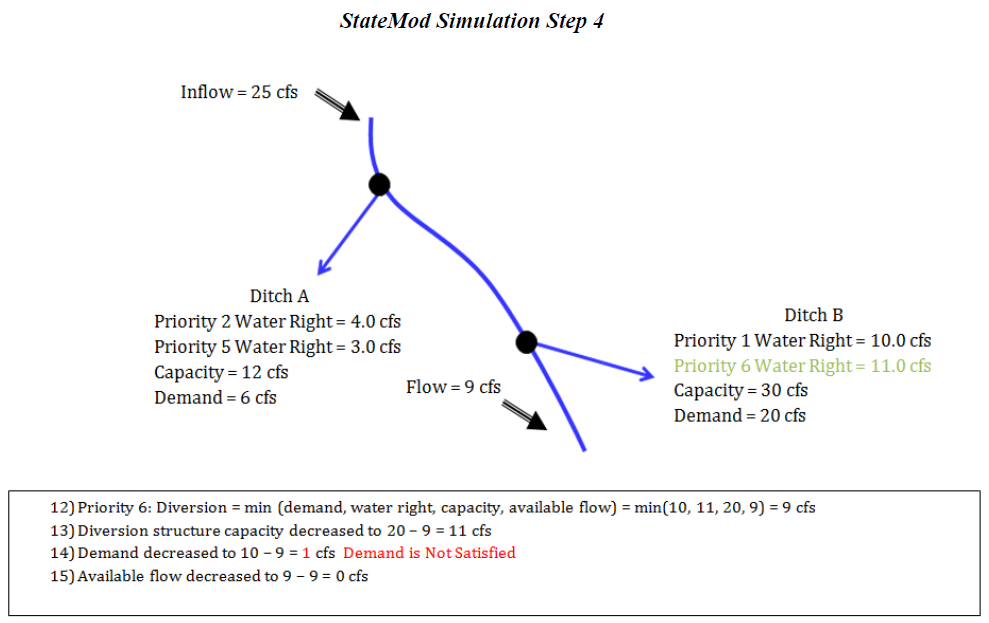 StateMod Simulation Step 4
Inflow = 25 cfs
Ditch A
Priority 2 Water Right = 4.0 cfs
Priority 5 Water Right = 3.0 cfs
Capacity = 12 cfs
Demand = 6 cfs
Flow = 9 cfs
Ditch B
Priority 1 Water Right = 10.0 cfs
Priority 6 Water Right = 11.0 cfs
Capacity = 30 cfs
Demand = 20 cfs
12) Priority 6: Diversion = min (demand, water right, capacity, available flow) = min(10, 11, 20, 9) = 9 cfs
13) Diversion structure capacity decreased to 20 – 9 = 11 cfs
14) Demand decreased to 10 – 9 = 1 cfs Demand is Not Satisfied
15) Available flow decreased to 9 – 9 = 0 cfs